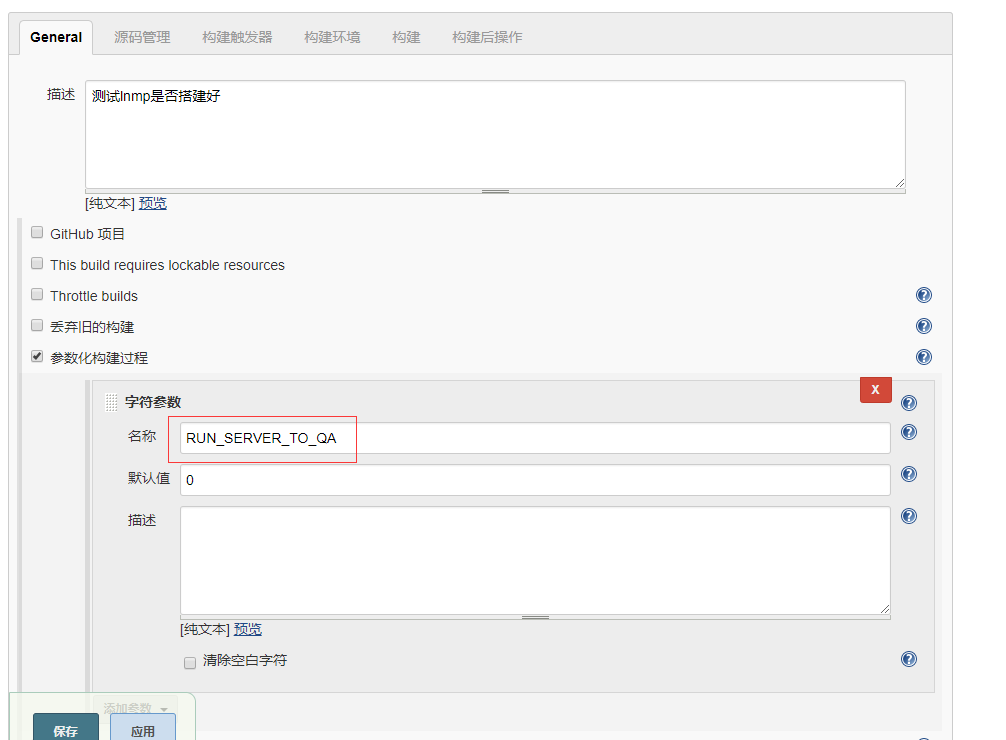 General 源码管理 构建触发器 构建环境 构建 构建后操作
描述 测试lnmp是否搭建好
[纯文本] 预览
GitHub 项目
This build requires lockable resources
Throttle builds
丢弃旧的构建
参数化构建过程
X
字符参数
名称 RUN_SERVER_TO_QA
默认值 0
描述
[纯文本] 预览
清除空白字符
添加参数
保存 应用